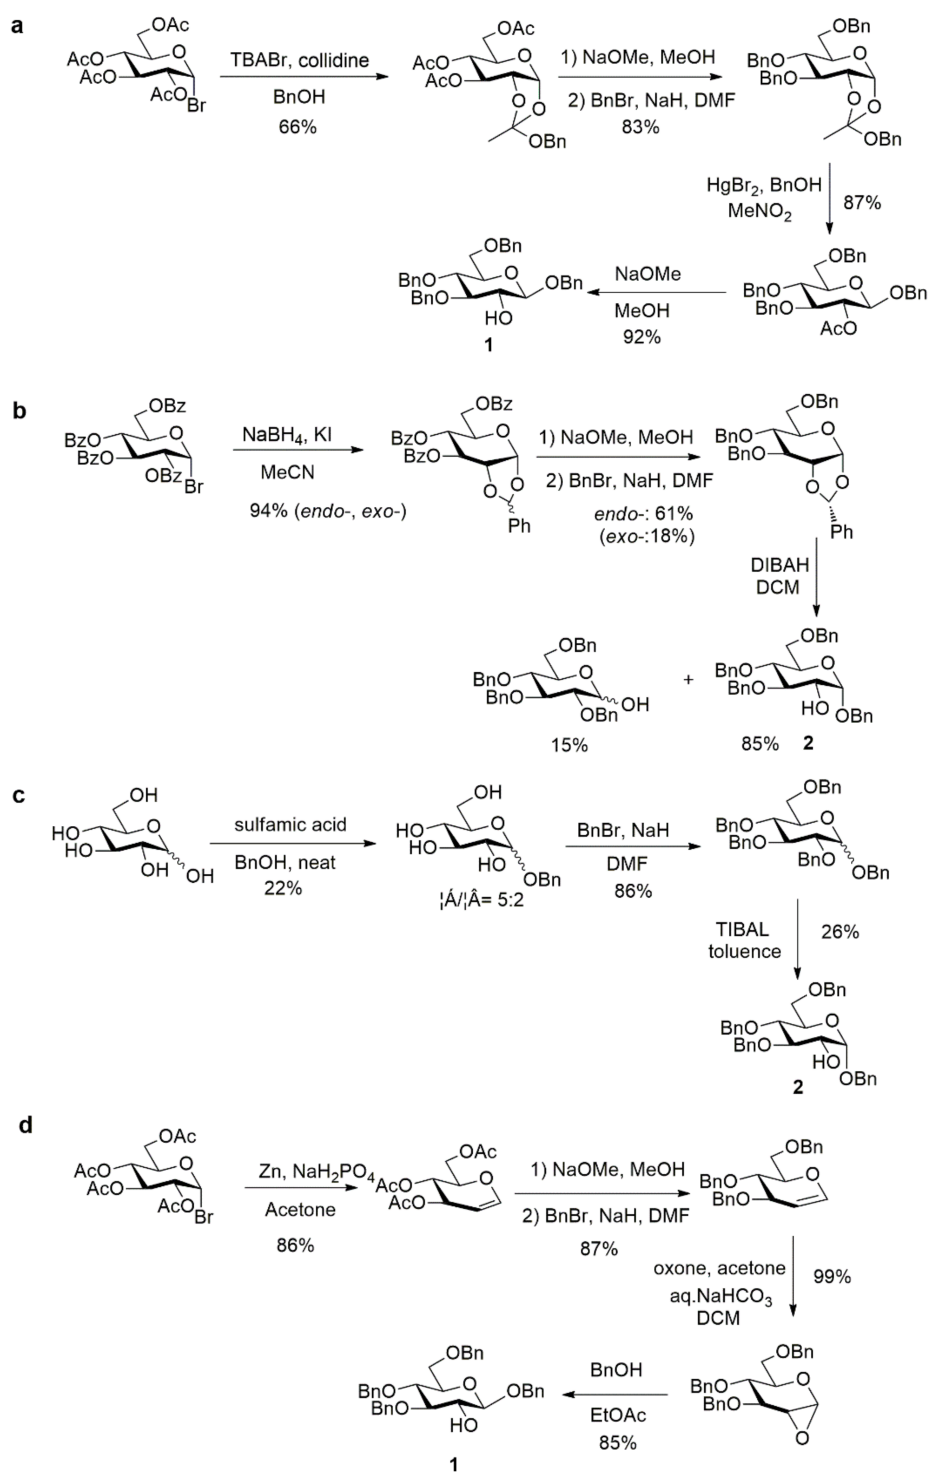 a
OAc
AcO
O
AcO
AcO
Br
TBABr, collidine
BnOH
66%
OAc
AcO
O
AcO
O
O
OBn
1) NaOMe, MeOH
2) BnBr, NaH, DMF
83%
OBn
BnO
O
BnO
O
O
OBn
HgBr2, BnOH
MeNO2
87%
OBn
BnO
O
OBn
BnO
HO
1
NaOMe
MeOH
92%
OBn
BnO
O
OBn
BnO
AcO
b
OBz
BzO
O
BzO
OBz
Br
NaBH4, KI
MeCN
94% (endo-, exo-)
OBz
BzO
O
BzO
O
O
Ph
1) NaOMe, MeOH
2) BnBr, NaH, DMF
endo-: 61%
(exo-:18%)
OBn
BnO
O
BnO
O
O
Ph
DIBAH
DCM
OBn
BnO
O
BnO
OH
OBn
15%
+
OBn
BnO
O
BnO
HO
OBn
85% 2
c
OH
HO
O
HO
OH
OH
sulfamic acid
BnOH, neat
22%
OH
HO
O
HO
HO
OBn
¦Á/¦Â= 5:2
BnBr, NaH
DMF
86%
OBn
BnO
O
BnO
BnO
OBn
TIBAL
toluence
26%
OBn
BnO
O
BnO
HO
OBn
2
d
OAc
AcO
O
AcO
AcO
Br
Zn, NaH2PO4
Acetone
86%
OAc
AcO
O
AcO
1) NaOMe, MeOH
2) BnBr, NaH, DMF
87%
OBn
BnO
O
BnO
oxone, acetone
aq.NaHCO3
DCM
99%
OBn
BnO
O
OBn
BnO
HO
1
BnOH
EtOAc
85%
OBn
BnO
O
BnO
O